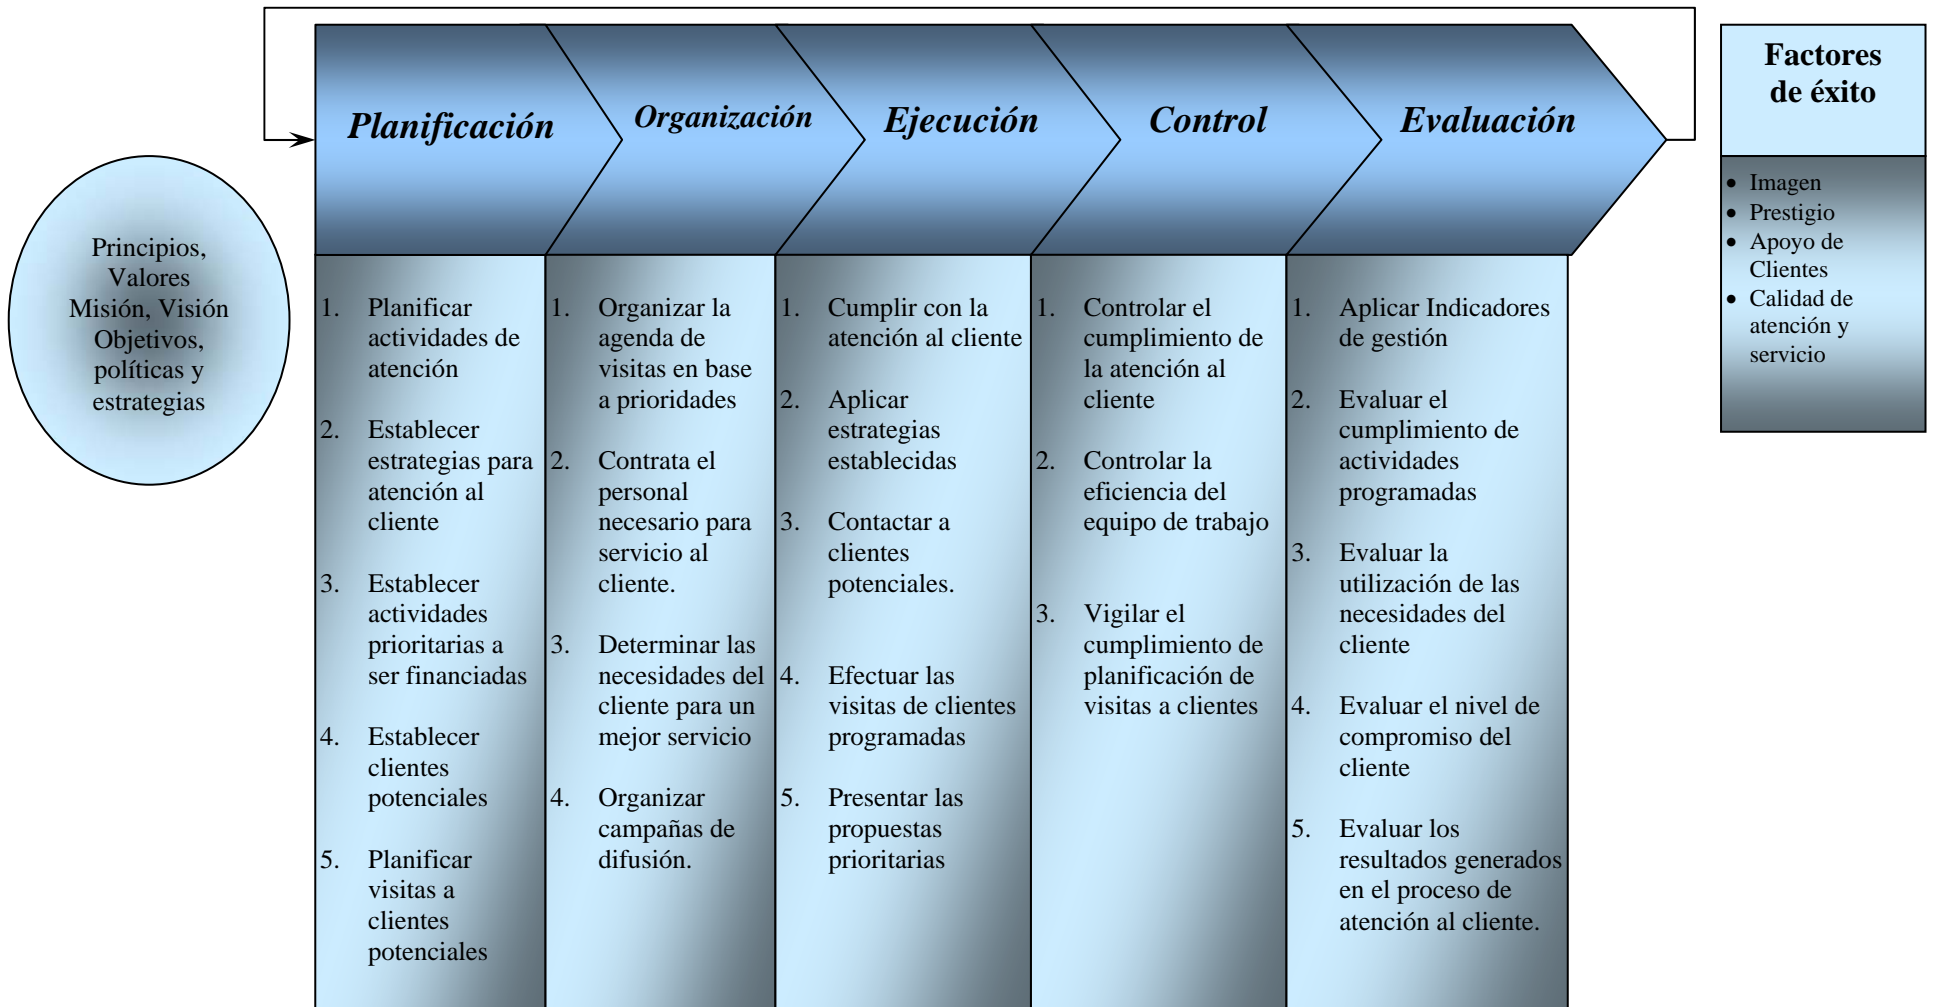 Planificación
Organización
Ejecución
Control
Evaluación
Factores
de éxito
Principios,
Valores
Misión, Visión
Objetivos,
políticas y
estrategias
1. Planificar
actividades de
atención
2. Establecer
estrategias para
atención al
cliente
3. Establecer
actividades
prioritarias a
ser financiadas
4. Establecer
clientes
potenciales
5. Planificar
visitas a
clientes
potenciales
1. Organizar la
agenda de
visitas en base
a prioridades
2. Contrata el
personal
necesario para
servicio al
cliente.
3. Determinar las
necesidades del
cliente para un
mejor servicio
4. Organizar
campañas de
difusión.
1. Cumplir con la
atención al cliente
2. Aplicar
estrategias
establecidas
3. Contactar a
clientes
potenciales.
4. Efectuar las
visitas de clientes
programadas
5. Presentar las
propuestas
prioritarias
1. Controlar el
cumplimiento de
la atención al
cliente
2. Controlar la
eficiencia del
equipo de trabajo
3. Vigilar el
cumplimiento de
planificación de
visitas a clientes
1. Aplicar Indicadores
de gestión
2. Evaluar el
cumplimiento de
actividades
programadas
3. Evaluar la
utilización de las
necesidades del
cliente
4. Evaluar el nivel de
compromiso del
cliente
5. Evaluar los
resultados generados
en el proceso de
atención al cliente.
• Imagen
• Prestigio
• Apoyo de
Clientes
• Calidad de
atención y
servicio